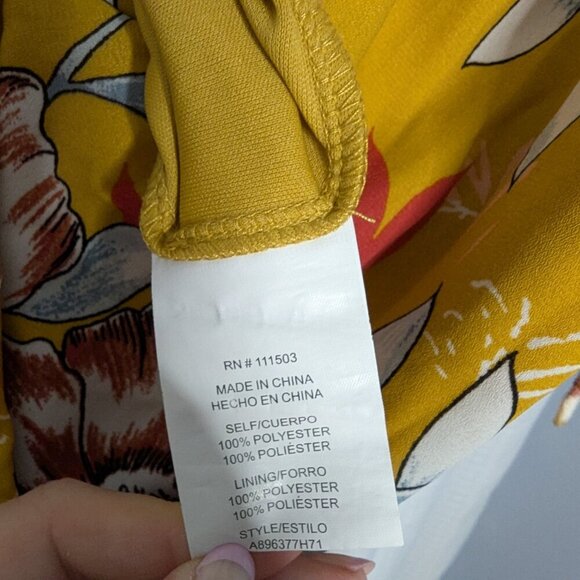 RN # 111503
MADE IN CHINA
HECHO EN CHINA
SELF/CUERPO
100% POLYESTER
100% POLIÉSTER
LINING/FORRO
100% POLYESTER
100% POLIÉSTER
STYLE/ESTILO
A896377H71